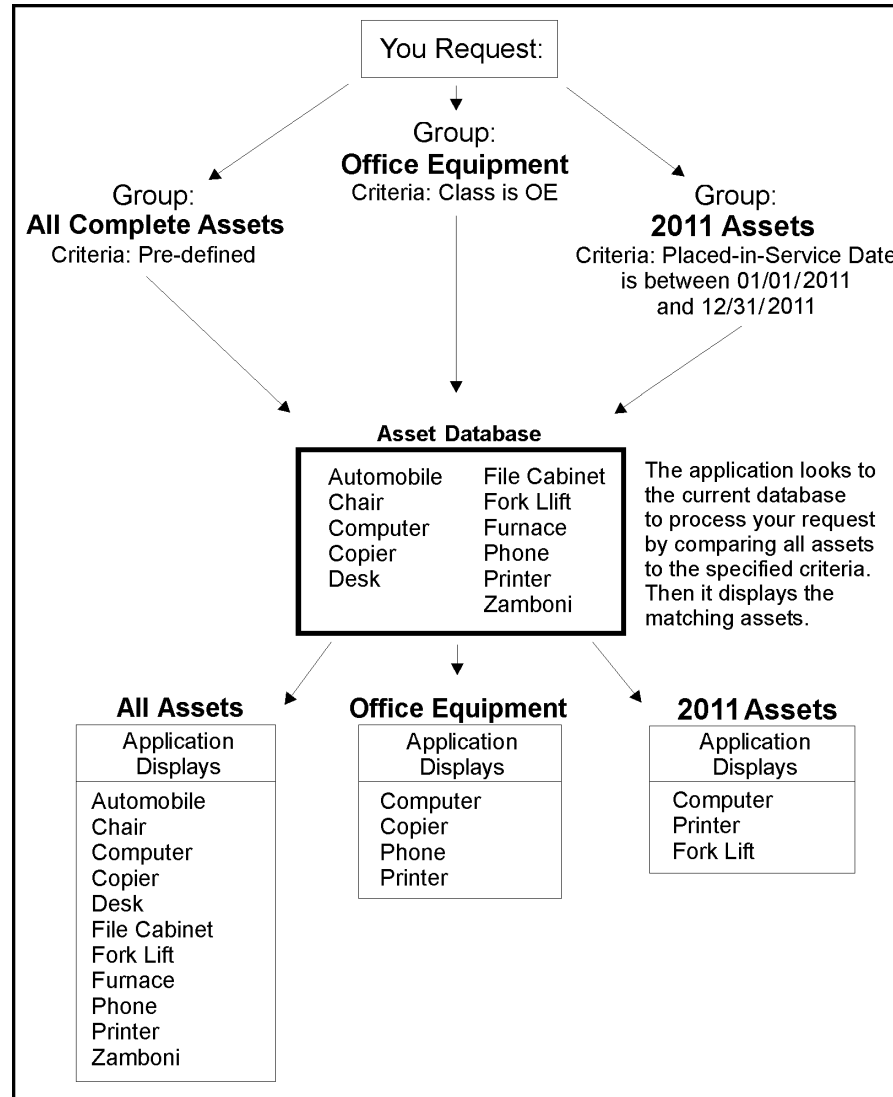 You Request:
Group:
Office Equipment
Criteria: Class is OE
Group:
All Complete Assets
Criteria: Pre-defined
Group:
2011 Assets
Criteria: Placed-in-Service Date
is between 01/01/2011
and 12/31/2011
Asset Database
Automobile
Chair
Computer
Copier
Desk
File Cabinet
Fork Llift
Furnace
Phone
Printer
Zamboni
The application looks to
the current database
to process your request
by comparing all assets
to the specified criteria.
Then it displays the
matching assets.
All Assets
Application
Displays
Automobile
Chair
Computer
Copier
Desk
File Cabinet
Fork Lift
Furnace
Phone
Printer
Zamboni
Office Equipment
Application
Displays
Computer
Copier
Phone
Printer
2011 Assets
Application
Displays
Computer
Printer
Fork Lift